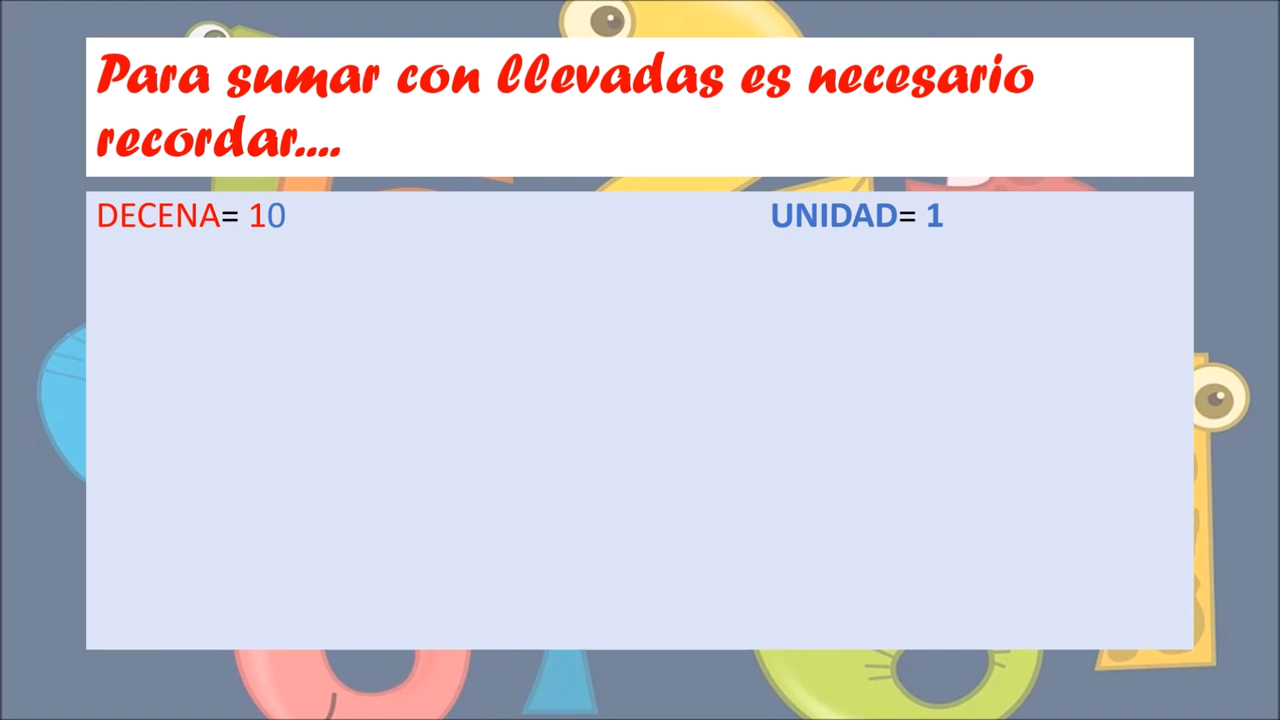 Para sumar con llevadas es necesario
recordar....
DECENA= 10 UNIDAD= 1